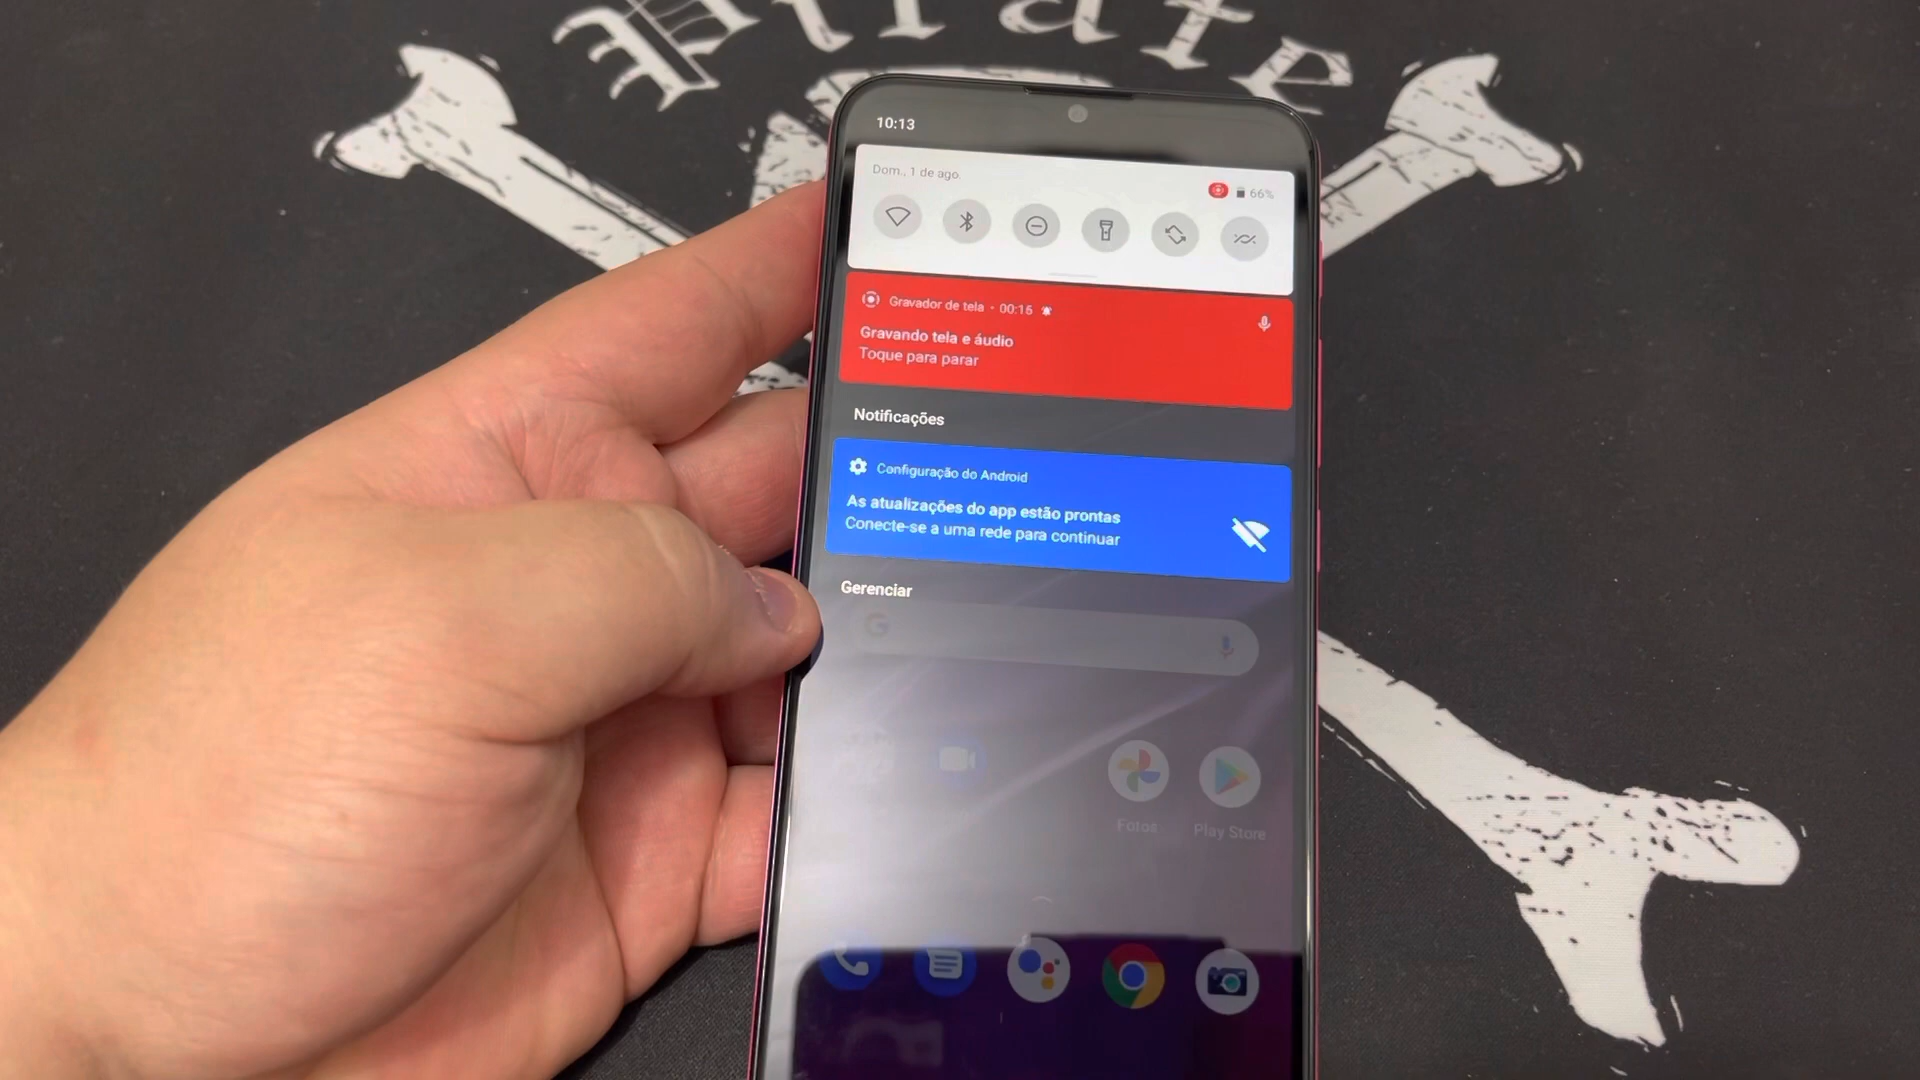 Pirate
10:13
Dom., 1 de ago.
66%
Gravador de tela • 00:15
Gravando tela e áudio
Toque para parar
Notificações
Configuração do Android
As atualizações do app estão prontas
Conecte-se a uma rede para continuar
Gerenciar
G
Fotos
Play Store